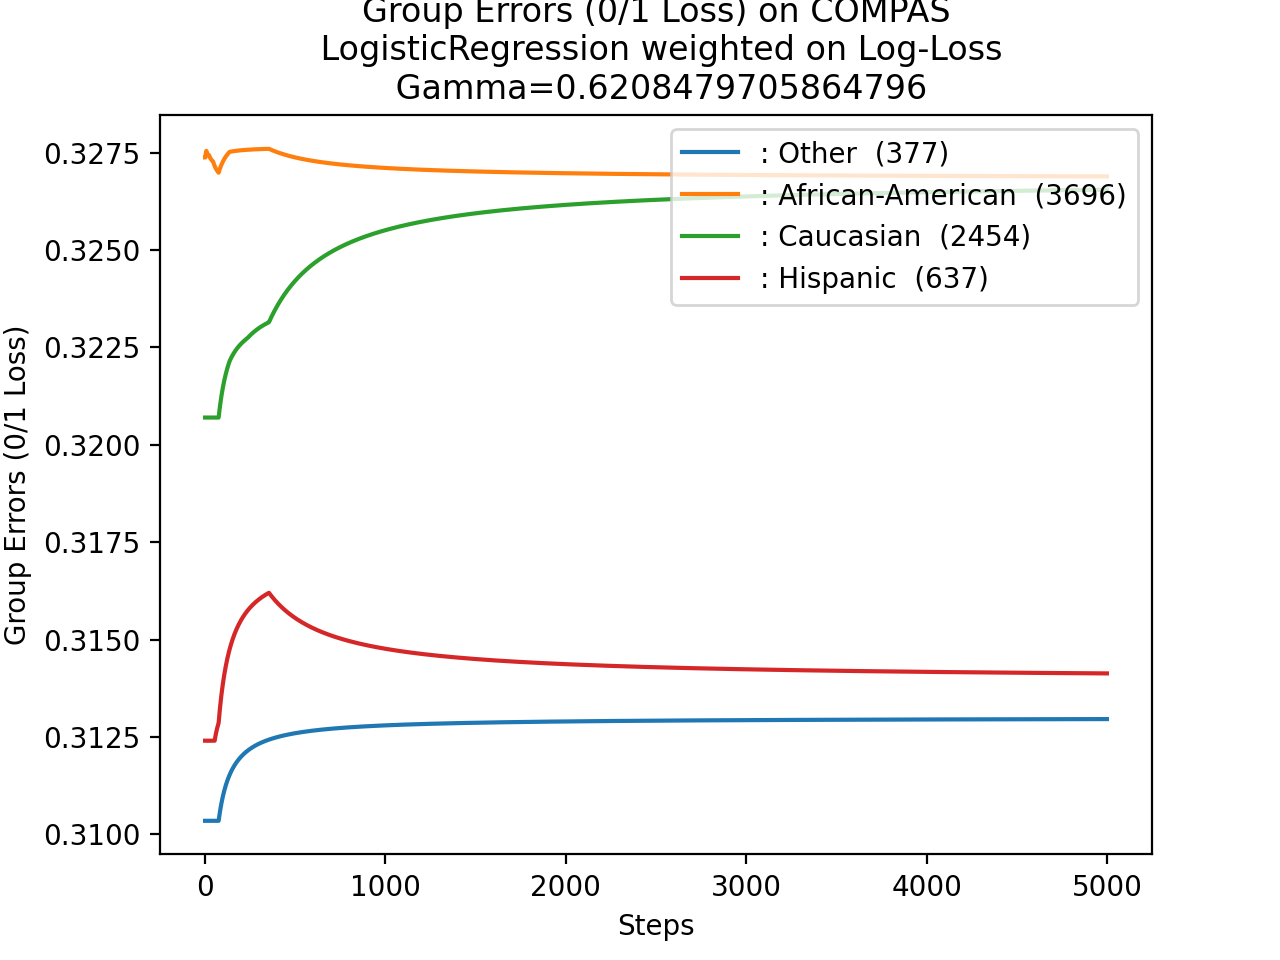 Group Errors (0/1 Loss) on COMPAS
LogisticRegression weighted on Log-Loss
Gamma=0.6208479705864796
Group Errors (0/1 Loss)
0.3275
0.3250
0.3225
0.3200
0.3175
0.3150
0.3125
0.3100
: Other (377)
: African-American (3696)
: Caucasian (2454)
: Hispanic (637)
0 1000 2000 3000 4000 5000
Steps